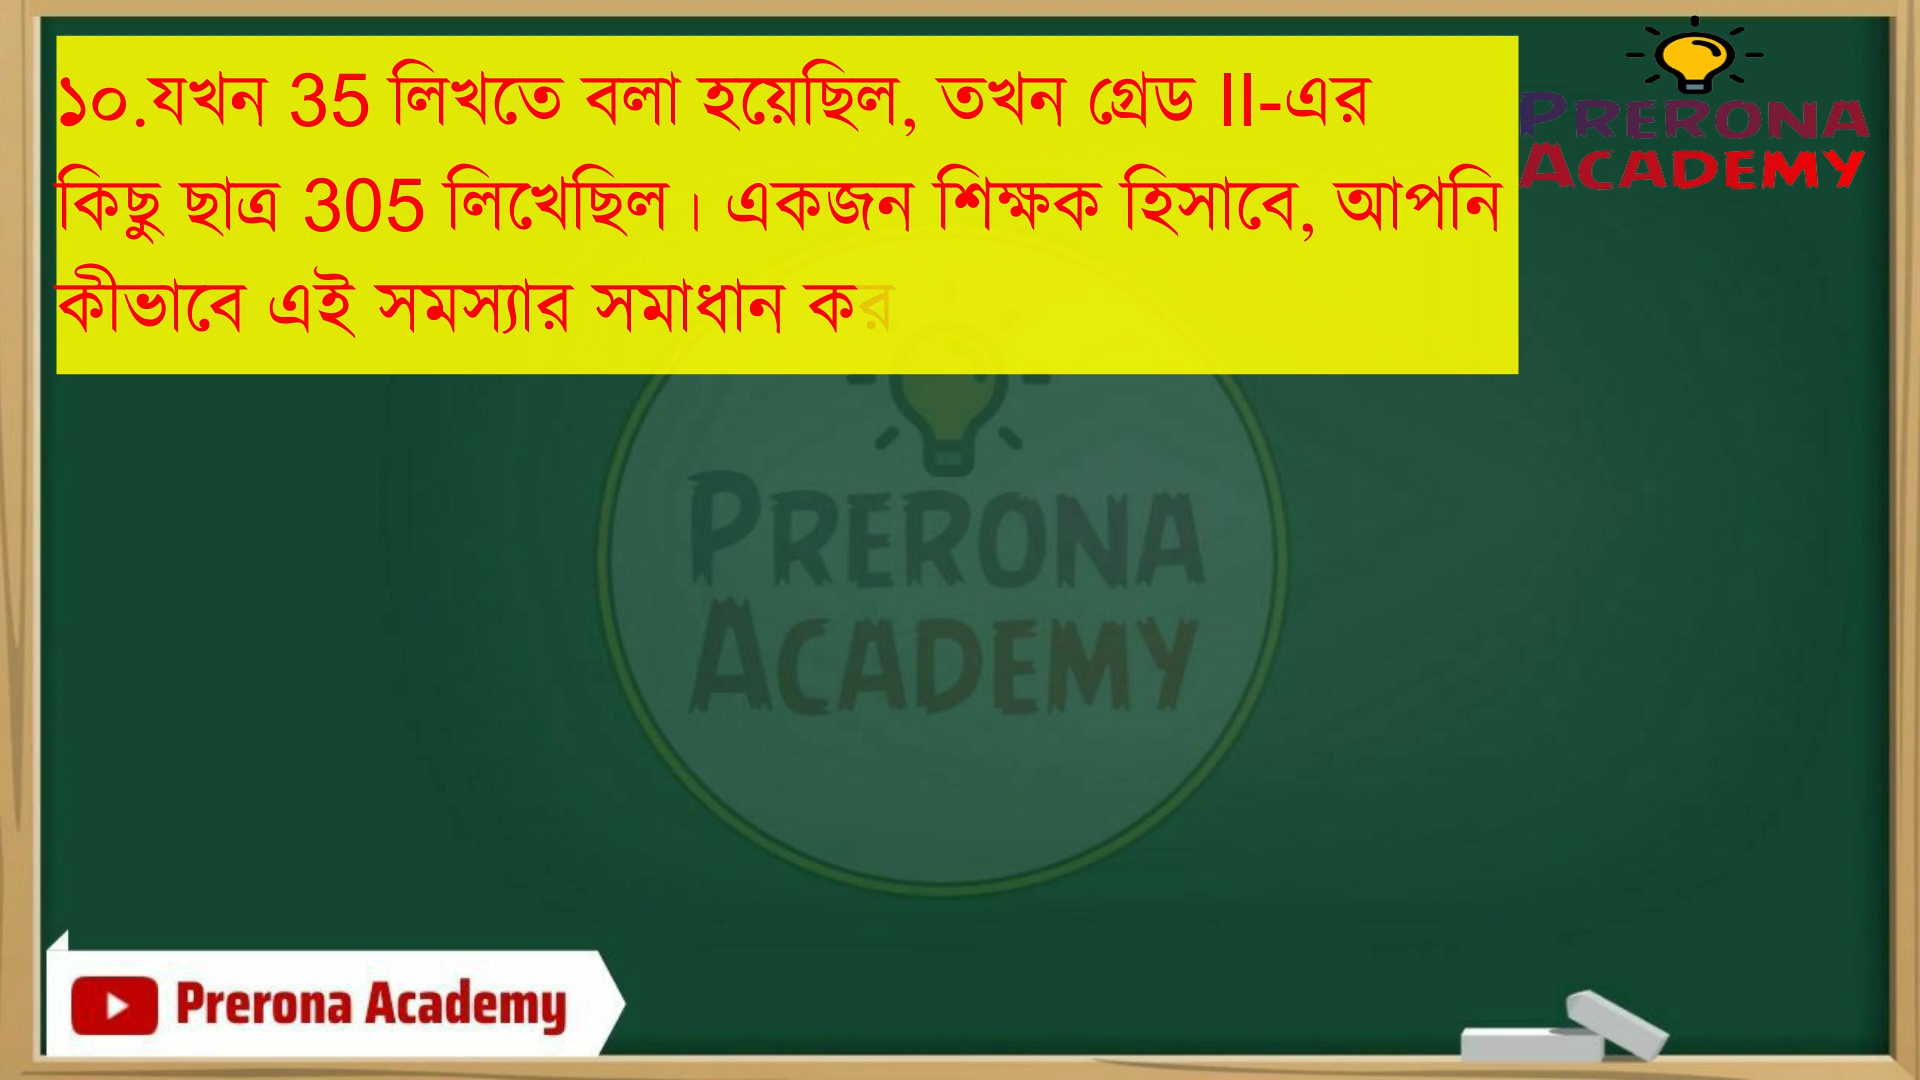 ১০.যখন 35 লিখতে বলা হয়েছিল, তখন গ্রেড II-এর
কিছু ছাত্র 305 লিখেছিল। একজন শিক্ষক হিসাবে, আপনি
কীভাবে এই সমস্যার সমাধান কর
PRERONA
ACADEMY
PRERONA
ACADEMY
Prerona Academy